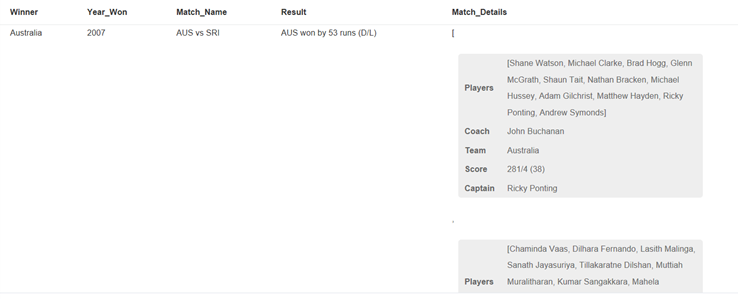 Winner Year_Won Match_Name Result Match_Details
Australia 2007 AUS vs SRI AUS won by 53 runs (D/L) [
[Shane Watson, Michael Clarke, Brad Hogg, Glenn
McGrath, Shaun Tait, Nathan Bracken, Michael
Players
Hussey, Adam Gilchrist, Matthew Hayden, Ricky
Ponting, Andrew Symonds]
Coach John Buchanan
Team Australia
Score 281/4 (38)
Captain Ricky Ponting
,
[Chaminda Vaas, Dilhara Fernando, Lasith Malinga,
Sanath Jayasuriya, Tillakaratne Dilshan, Muttiah
Players Muralitharan, Kumar Sangakkara, Mahela